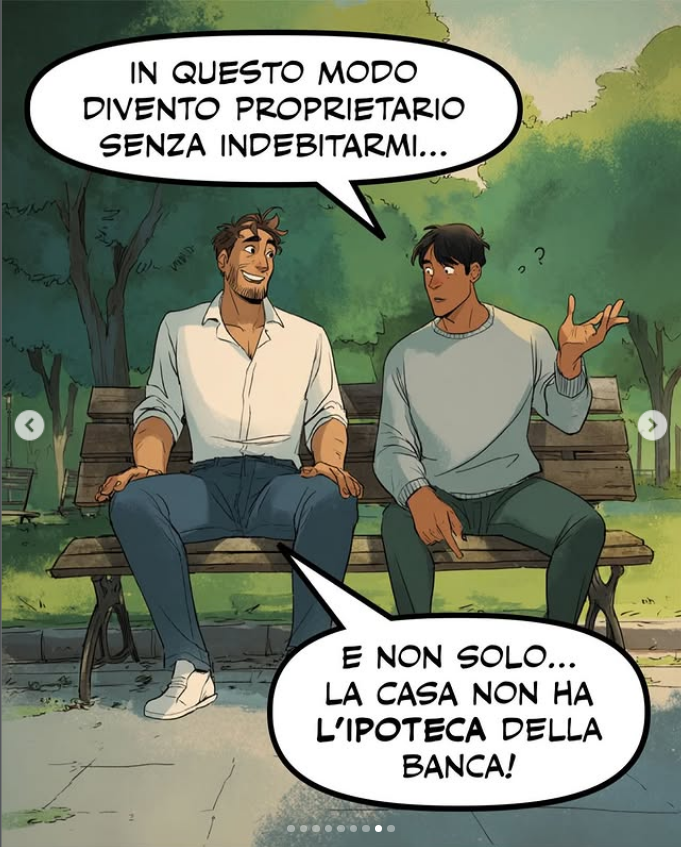 IN QUESTO MODO
DIVENTO PROPRIETARIO
SENZA INDEBITARMI...
? ?
E NON SOLO...
LA CASA NON HA
L'IPOTECA DELLA
BANCA!